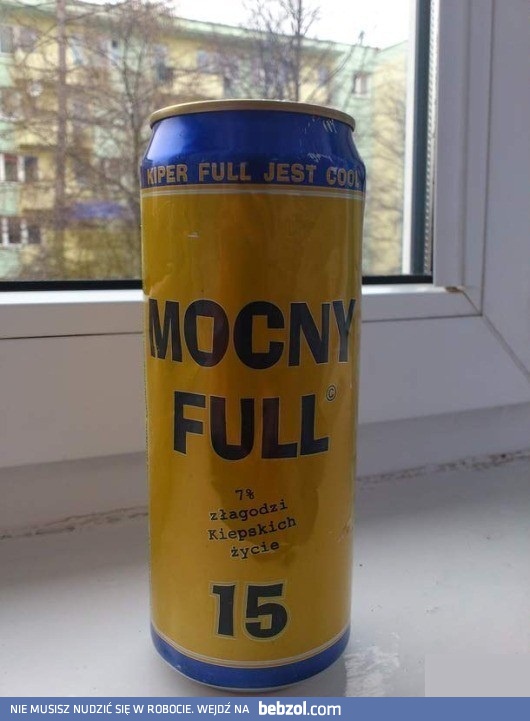 KIPER FULL JEST COOL
MOCNY
FULL©
7%
złagodzi
Kiepskich
życie
15
NIE MUSISZ NUDZIĆ SIĘ W ROBOCIE. WEJDŹ NA bebzol.com